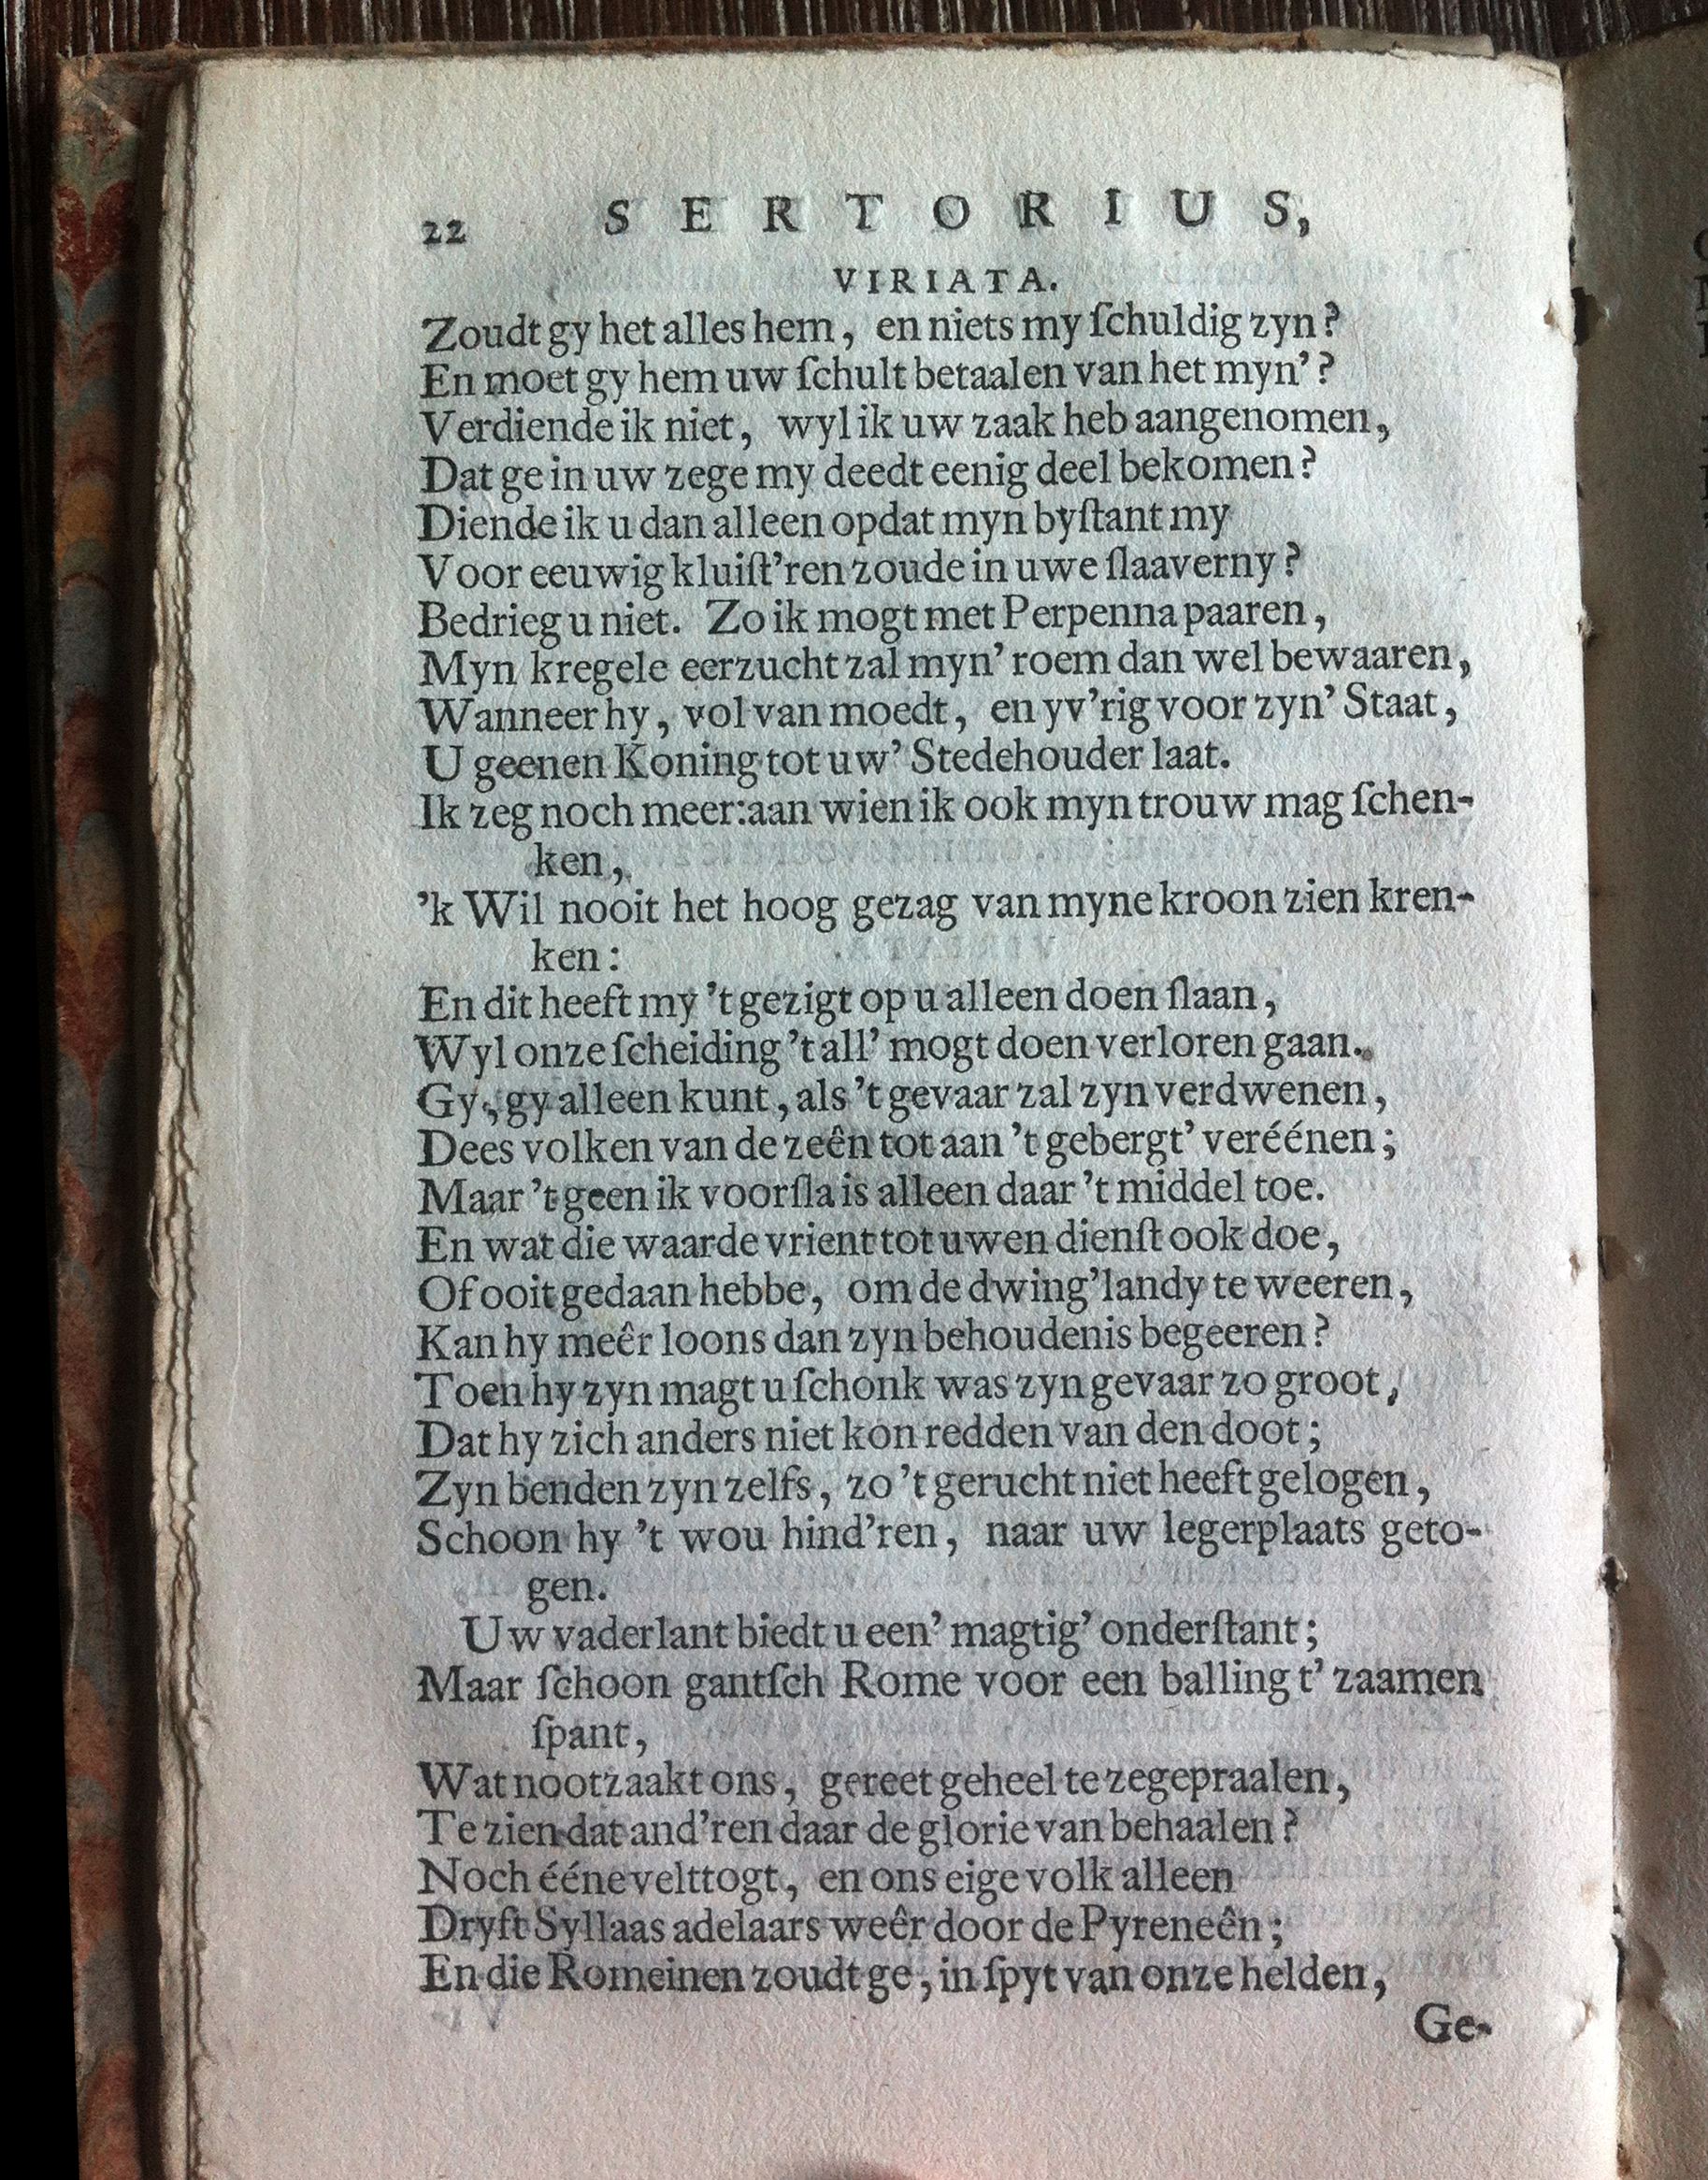 22 SERTORIUS,
VIRIATA.
Zoudt gy het alles hem, en niets my ſchuldig zyn?
En moet gy hem uw ſchult betaalen van het myn’?
Verdiende ik niet, wyl ik uw zaak heb aangenomen,
Dat ge in uw zege my deedt eenig deel bekomen?
Diende ik u dan alleen opdat myn byſtant my
Voor eeuwig kluiſt’ren zoude in uwe ſlaaverny?
Bedrieg u niet. Zo ik mogt met Perpenna paaren,
Myn kregele eerzucht zal myn’ roem dan wel bewaaren,
Wanneer hy, vol van moedt, en yv’rig voor zyn’ Staat,
U geenen Koning tot uw’ Stedehouder laat.
Ik zeg noch meer: aan wien ik ook myn trouw mag ſchen-
ken,
’k Wil nooit het hoog gezag van myne kroon zien kren-
ken:
En dit heeft my ’t gezigt op u alleen doen ſlaan,
Wyl onze ſcheiding ’t all’ mogt doen verloren gaan.
Gy, gy alleen kunt, als ’t gevaar zal zyn verdwenen,
Dees volken van de zeên tot aan ’t gebergt’ veréénen;
Maar ’t geen ik voorſla is alleen daar ’t middel toe.
En wat die waarde vrient tot uwen dienſt ook doe,
Of ooit gedaan hebbe, om de dwing’landy te weeren,
Kan hy meêr loons dan zyn behoudenis begeeren?
Toen hy zyn magt u ſchonk was zyn gevaar zo groot,
Dat hy zich anders niet kon redden van den doot;
Zyn benden zyn zelfs, zo ’t gerucht niet heeft gelogen,
Schoon hy ’t wou hind’ren, naar uw legerplaats geto-
gen.
Uw vaderlant biedt u een’ magtig’ onderſtant;
Maar ſchoon gantſch Rome voor een balling t’ zaamen
ſpant,
Wat nootzaakt ons, gereet geheel te zegepraalen,
Te zien dat and’ren daar de glorie van behaalen?
Noch ééne velttogt, en ons eige volk alleen
Dryft Syllaas adelaars weêr door de Pyreneên;
En die Romeinen zoudt ge, in ſpyt van onze helden,
Ge-